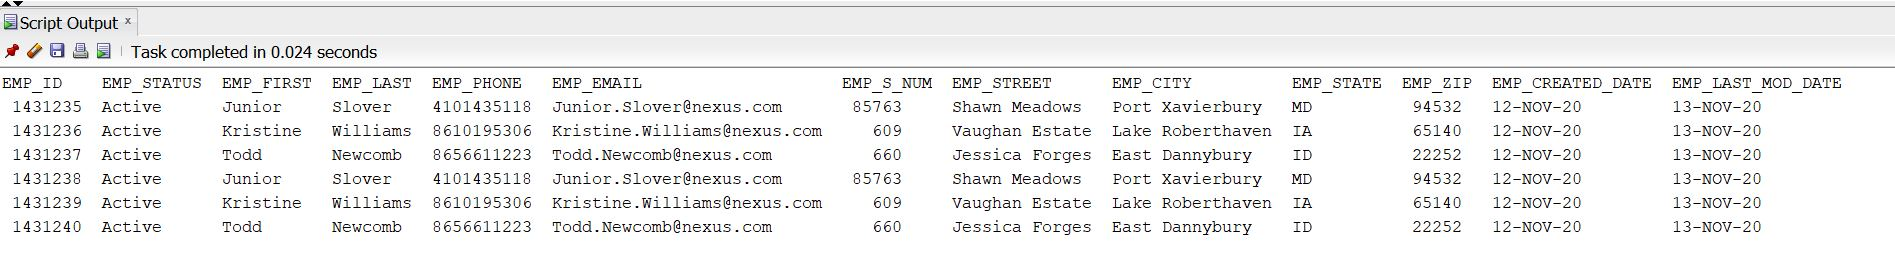 Script Output x
Task completed in 0.024 seconds
EMP_ID EMP_STATUS EMP_FIRST EMP_LAST EMP_PHONE EMP_EMAIL EMP_S_NUM EMP_STREET EMP_CITY EMP_STATE EMP_ZIP EMP_CREATED_DATE EMP_LAST_MOD_DATE
1431235 Active Junior Slover 4101435118 Junior.Slover@nexus.com 85763 Shawn Meadows Port Xavierbury MD 94532 12-NOV-20 13-NOV-20
1431236 Active Kristine Williams 8610195306 Kristine.Williams@nexus.com 609 Vaughan Estate Lake Roberthaven IA 65140 12-NOV-20 13-NOV-20
1431237 Active Todd Newcomb 8656611223 Todd.Newcomb@nexus.com 660 Jessica Forges East Dannybury ID 22252 12-NOV-20 13-NOV-20
1431238 Active Junior Slover 4101435118 Junior.Slover@nexus.com 85763 Shawn Meadows Port Xavierbury MD 94532 12-NOV-20 13-NOV-20
1431239 Active Kristine Williams 8610195306 Kristine.Williams@nexus.com 609 Vaughan Estate Lake Roberthaven IA 65140 12-NOV-20 13-NOV-20
1431240 Active Todd Newcomb 8656611223 Todd.Newcomb@nexus.com 660 Jessica Forges East Dannybury ID 22252 12-NOV-20 13-NOV-20